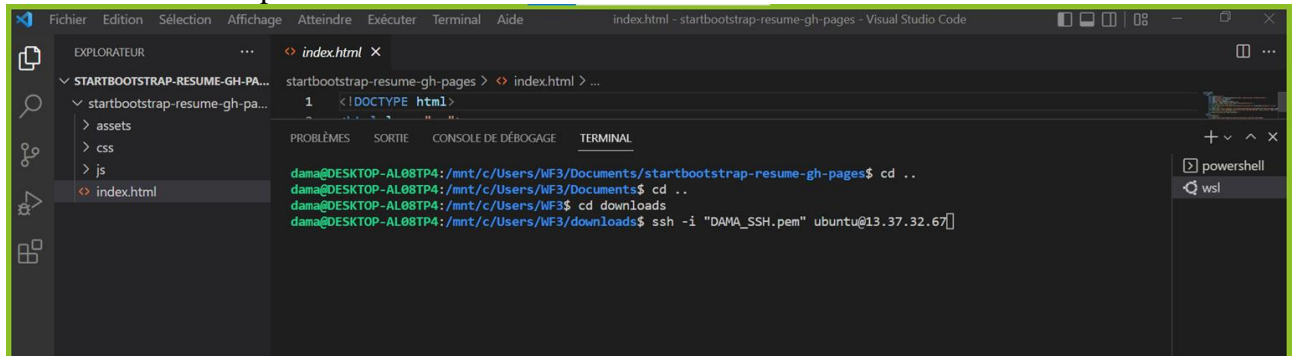 Fichier Edition Sélection Affichage Atteindre Exécuter Terminal Aide index.html - startbootstrap-resume-gh-pages - Visual Studio Code
EXPLORATEUR ...
index.html
STARTBOOTSTRAP-RESUME-GH-PA...
startbootstrap-resume-gh-pages > index.html > ...
startbootstrap-resume-gh-pa...
1 <!DOCTYPE html>
> assets
> css
> js
index.html
PROBLÈMES SORTIE CONSOLE DE DÉBOGAGE TERMINAL
powershell
wsl
dama@DESKTOP-AL08TP4:/mnt/c/Users/WF3/Documents/startbootstrap-resume-gh-pages$ cd ..
dama@DESKTOP-AL08TP4:/mnt/c/Users/WF3/Documents$ cd ..
dama@DESKTOP-AL08TP4:/mnt/c/Users/WF3$ cd downloads
dama@DESKTOP-AL08TP4:/mnt/c/Users/WF3/downloads$ ssh -i "DAMA_SSH.pem" ubuntu@13.37.32.67